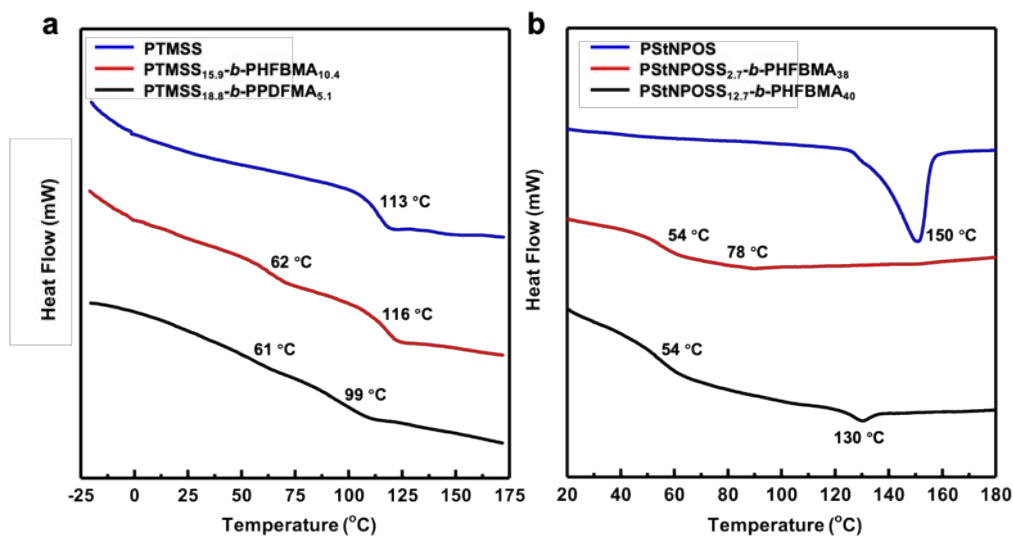 a
PTMSS
PTMSS15.9-b-PHFBMA10.4
PTMSS18.8-b-PPDFMA5.1
113 °C
62 °C
116 °C
61 °C
99 °C
Heat Flow (mW)
-25 0 25 50 75 100 125 150 175
Temperature (oC)
b
PStNPOS
PStNPOSS2.7-b-PHFBMA38
PStNPOSS12.7-b-PHFBMA40
150 °C
54 °C
78 °C
54 °C
130 °C
Heat Flow (mW)
20 40 60 80 100 120 140 160 180
Temperature (oC)